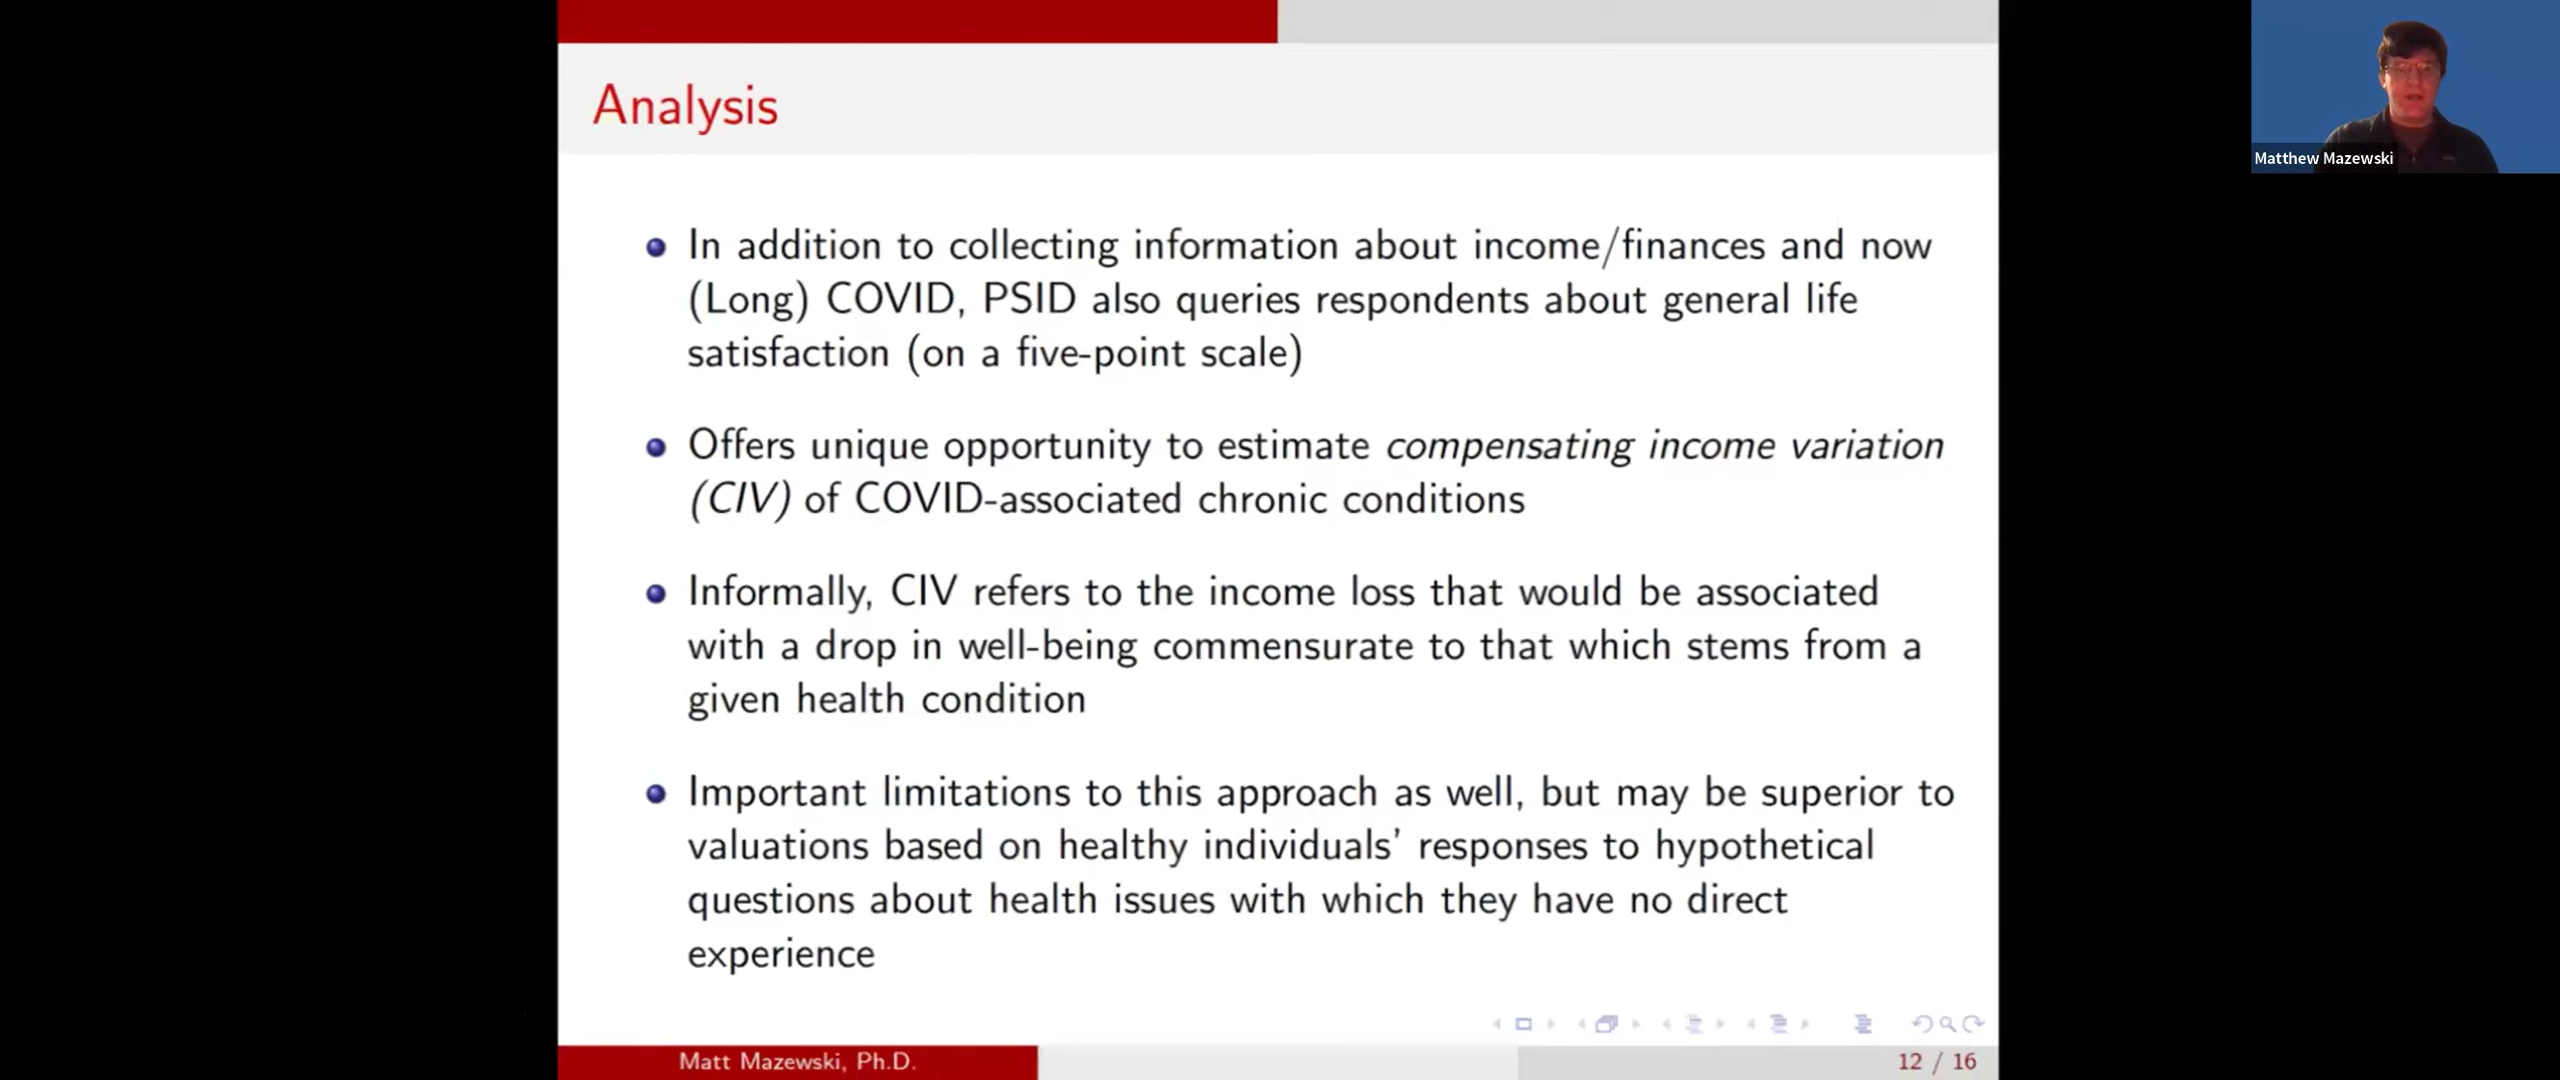 Analysis
Matthew Mazewski
In addition to collecting information about income/finances and now
(Long) COVID, PSID also queries respondents about general life
satisfaction (on a five-point scale)
Offers unique opportunity to estimate compensating income variation
(CIV) of COVID-associated chronic conditions
Informally, CIV refers to the income loss that would be associated
with a drop in well-being commensurate to that which stems from a
given health condition
Important limitations to this approach as well, but may be superior to
valuations based on healthy individuals' responses to hypothetical
questions about health issues with which they have no direct
experience
Matt Mazewski, Ph.D.
12 / 16